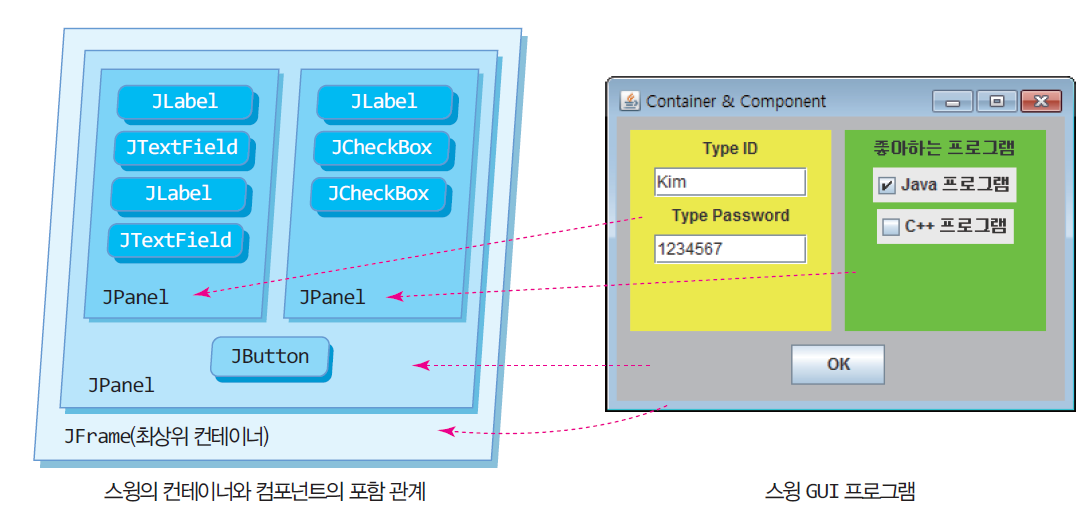 JLabel
JTextField
JLabel
JTextField
JPanel
JLabel
JCheckBox
JCheckBox
JPanel
JButton
JPanel
JFrame(최상위 컨테이너)
스윙의 컨테이너와 컴포넌트의 포함 관계
Container & Component
Type ID
Kim
Type Password
1234567
좋아하는 프로그램
Java 프로그램
C++ 프로그램
OK
스윙 GUI 프로그램